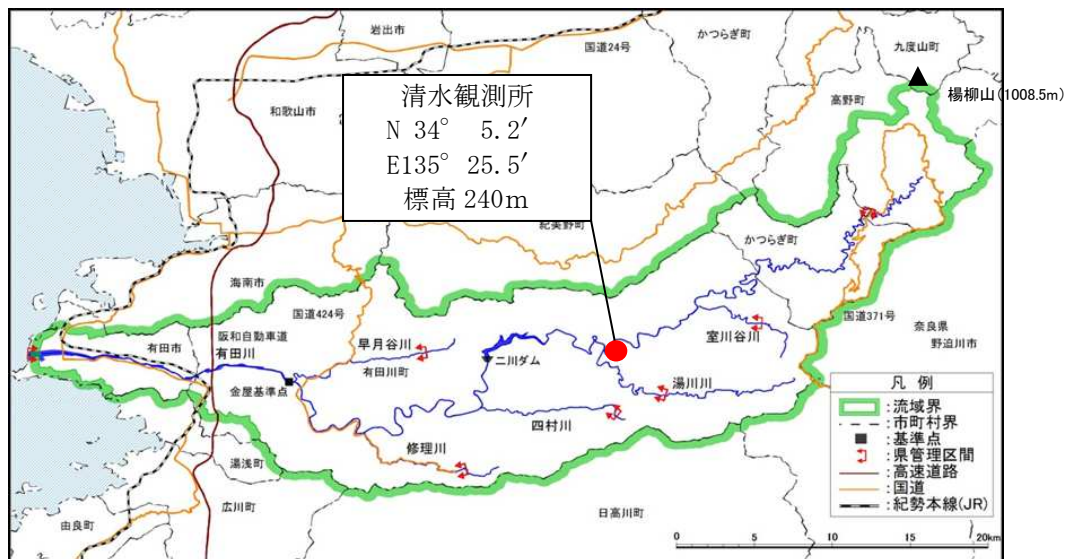 岩出市
国道24号
かつらぎ町
九度山町
楊柳山(1008.5m)
高野町
和歌山市
清水観測所
N 34° 5.2′
E135° 25.5′
標高 240m
紀美野町
かつらぎ町
海南市
国道424号
国道371号
奈良県
野迫川市
阪和自動車道
有田市
有田川
早月谷川
有田川町
二川ダム
室川谷川
金屋基準点
湯川川
四村川
修理川
湯浅町
広川町
由良町
日高川町
凡 例
:流域界
:市町村界
:基準点
:県管理区間
:高速道路
:国道
:紀勢本線(JR)
0 5 10 15 20km